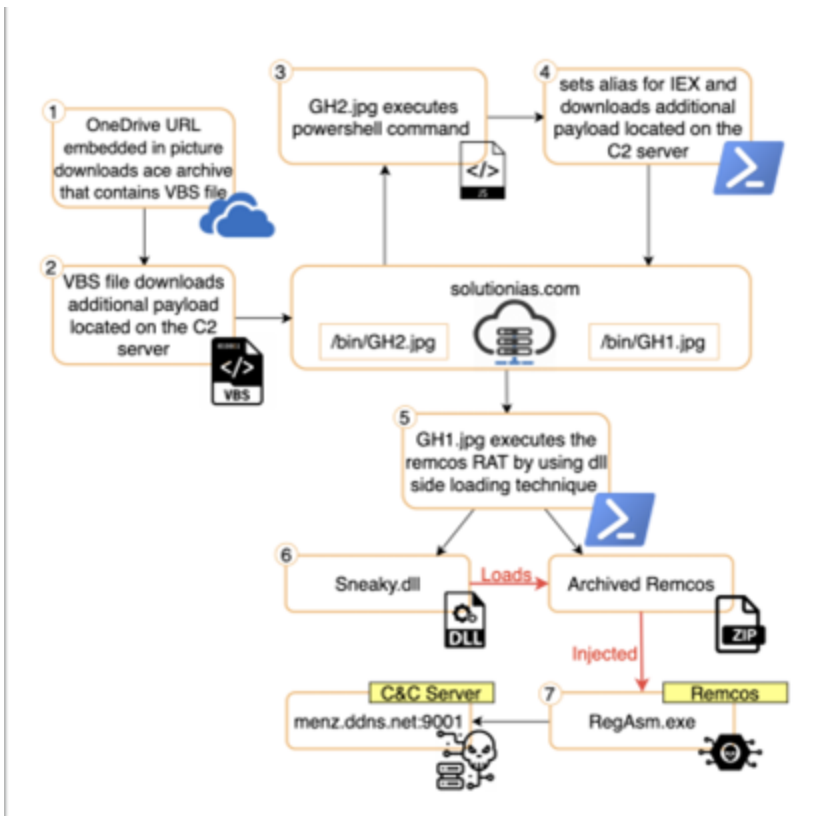 1
OneDrive URL
embedded in picture
downloads ace archive
that contains VBS file
2
VBS file downloads
additional payload
located on the C2
server
</>
VBS
3
GH2.jpg executes
powershell command
</>
JS
4
sets alias for IEX and
downloads additional
payload located on the
C2 server
solutionias.com
/bin/GH2.jpg
/bin/GH1.jpg
5
GH1.jpg executes the
remcos RAT by using dll
side loading technique
6
Sneaky.dll
DLL
Loads
Archived Remcos
ZIP
Injected
7
Remcos
RegAsm.exe
C&C Server
menz.ddns.net:9001